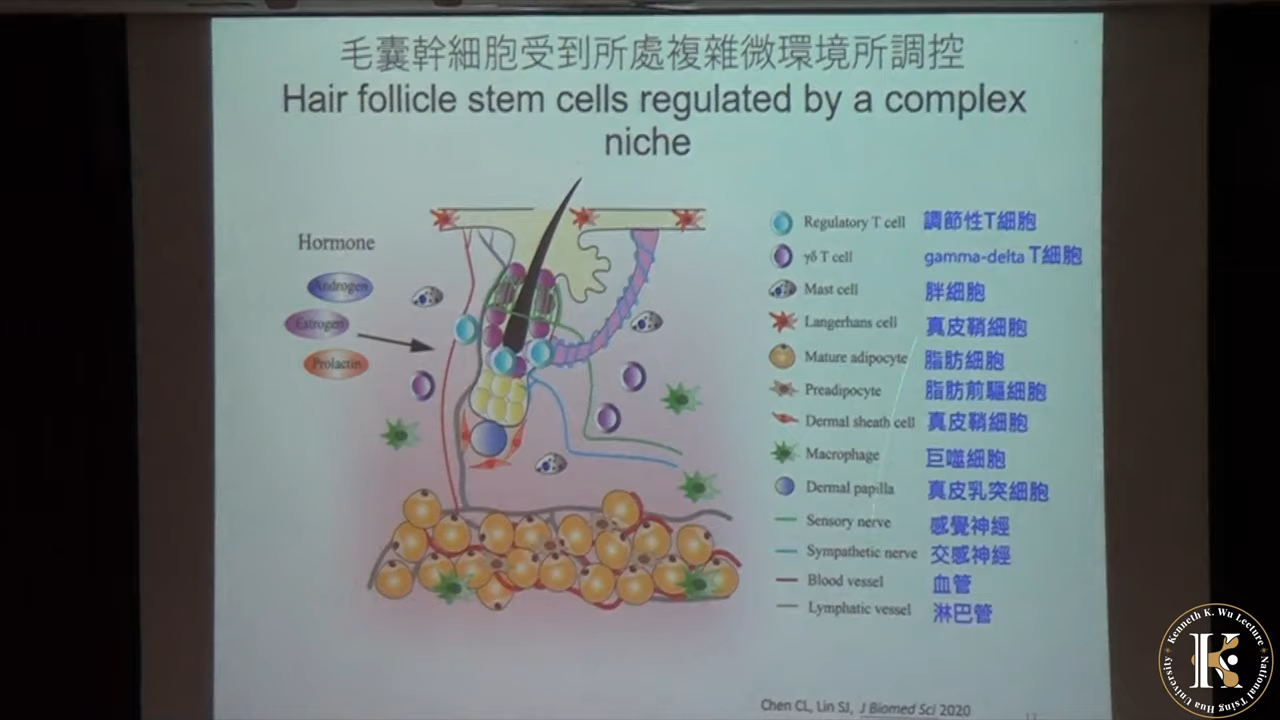 毛囊幹細胞受到所處複雜微環境所調控
Hair follicle stem cells regulated by a complex
niche
Hormone
Androgen
Estrogen
Prolactin
Regulatory T cell 調節性T細胞
γδ T cell gamma-delta T細胞
Mast cell 胖細胞
Langerhans cell 真皮鞘細胞
Mature adipocyte 脂肪細胞
Preadipocyte 脂肪前驅細胞
Dermal sheath cell 真皮鞘細胞
Macrophage 巨噬細胞
Dermal papilla 真皮乳突細胞
Sensory nerve 感覺神經
Sympathetic nerve 交感神經
Blood vessel 血管
Lymphatic vessel 淋巴管
Chen CL, Lin SJ, J Biomed Sci 2020
Kenneth K. Wu Lecture
National Tsing Hua University
K